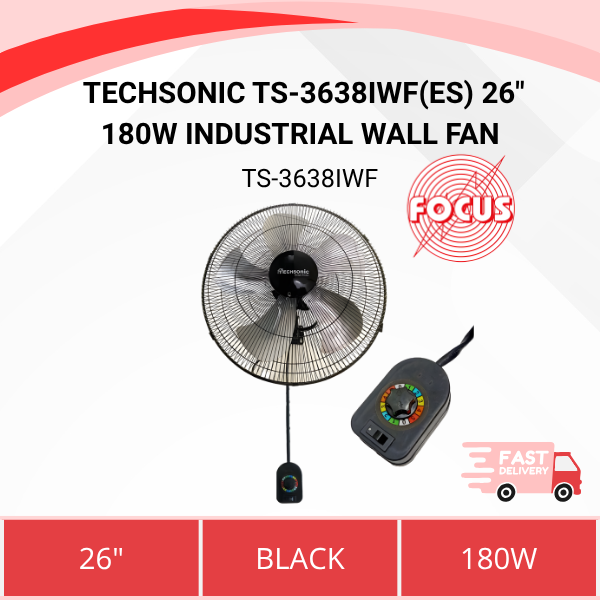 TECHSONIC TS-3638IWF(ES) 26"
180W INDUSTRIAL WALL FAN
TS-3638IWF
FOCUS
TECHSONIC
FAST
DELIVERY
26"
BLACK
180W